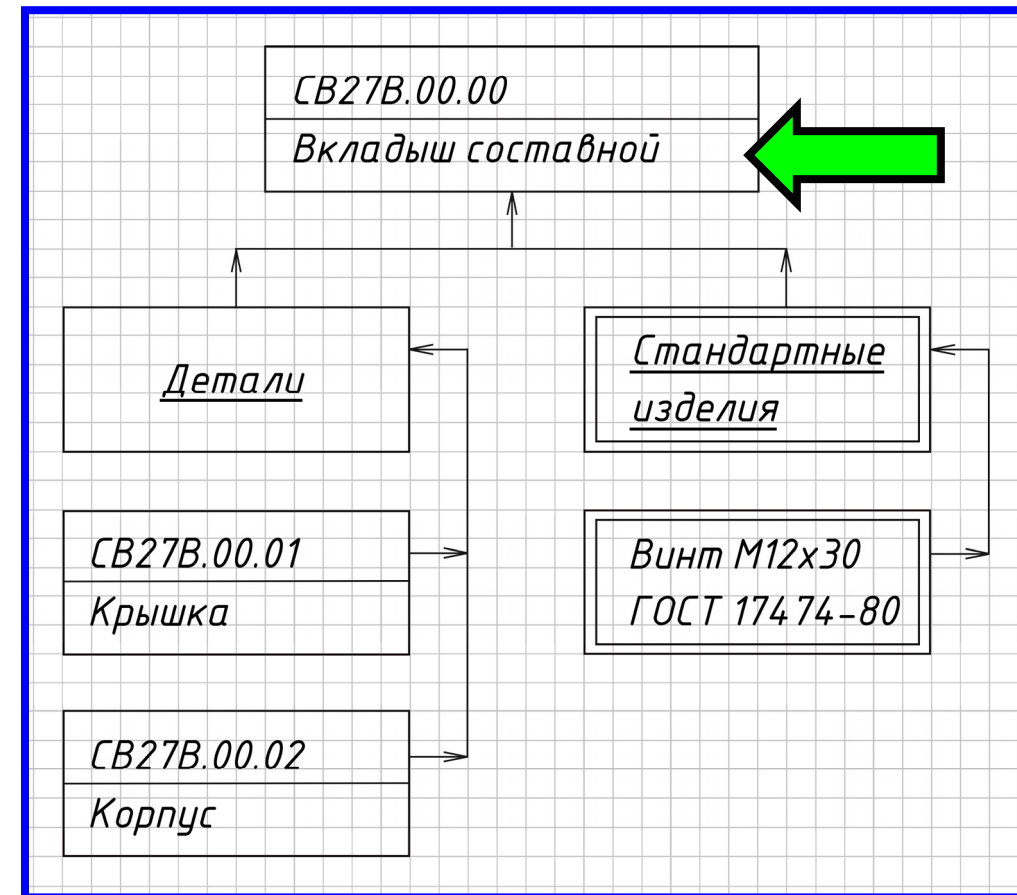 СВ27В.00.00
Вкладыш составной
Детали
Стандартные
изделия
СВ27В.00.01
Крышка
Винт М12х30
ГОСТ 17474-80
СВ27В.00.02
Корпус